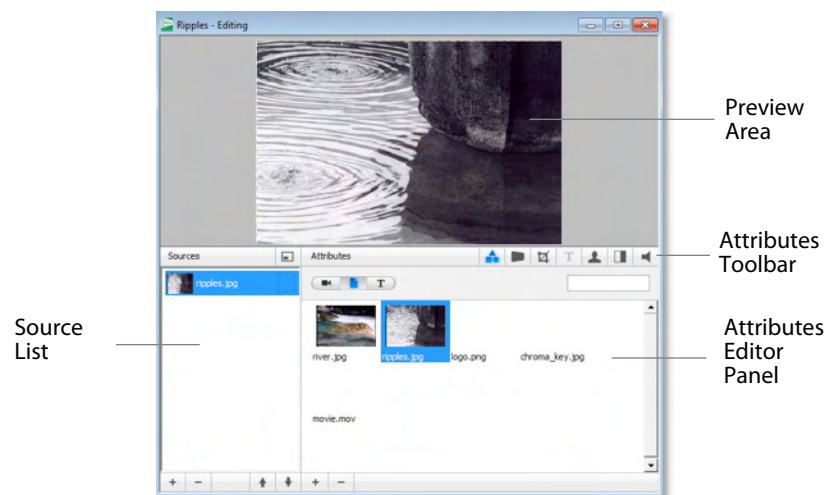 Ripples - Editing
Preview
Area
Sources
Attributes
T
Attributes
Toolbar
ripples.jpg
T
Source
List
river.jpg
ripples.jpg
logo.png
chroma_key.jpg
Attributes
Editor
Panel
movie.mov